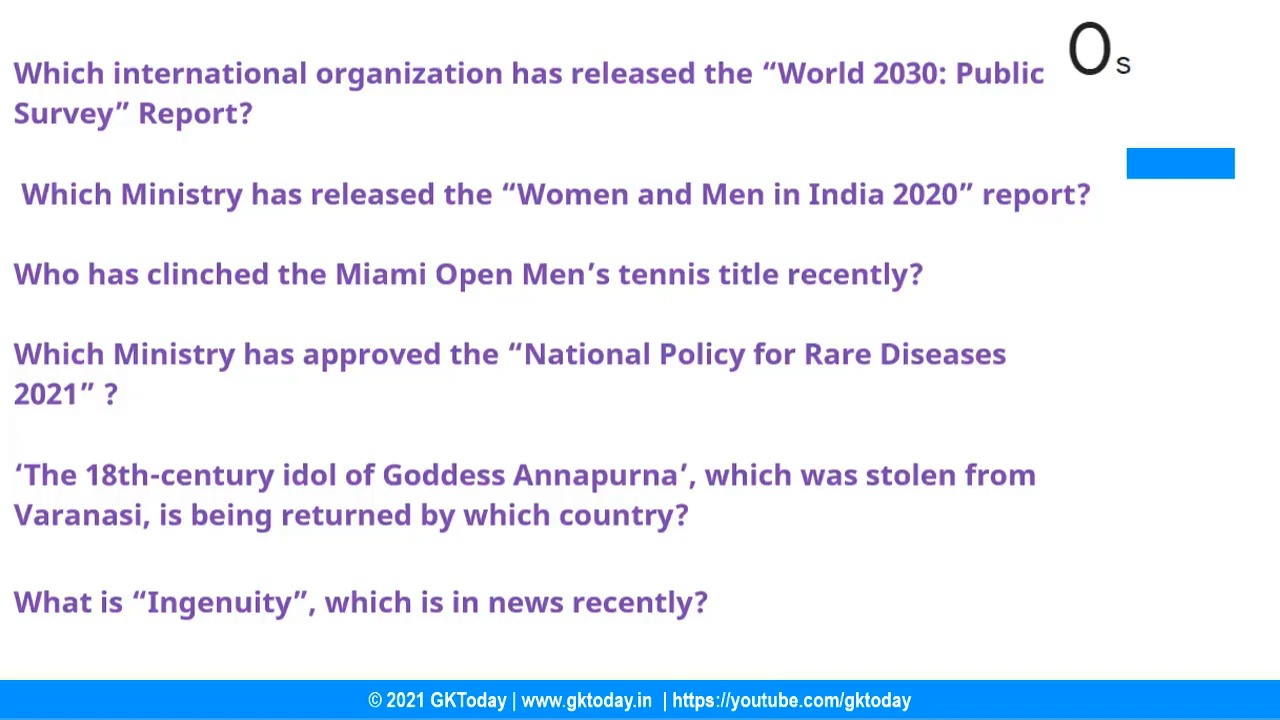 0s
Which international organization has released the “World 2030: Public
Survey” Report?
Which Ministry has released the “Women and Men in India 2020” report?
Who has clinched the Miami Open Men’s tennis title recently?
Which Ministry has approved the “National Policy for Rare Diseases
2021” ?
‘The 18th-century idol of Goddess Annapurna’, which was stolen from
Varanasi, is being returned by which country?
What is “Ingenuity”, which is in news recently?
© 2021 GKToday | www.gktoday.in | https://youtube.com/gktoday